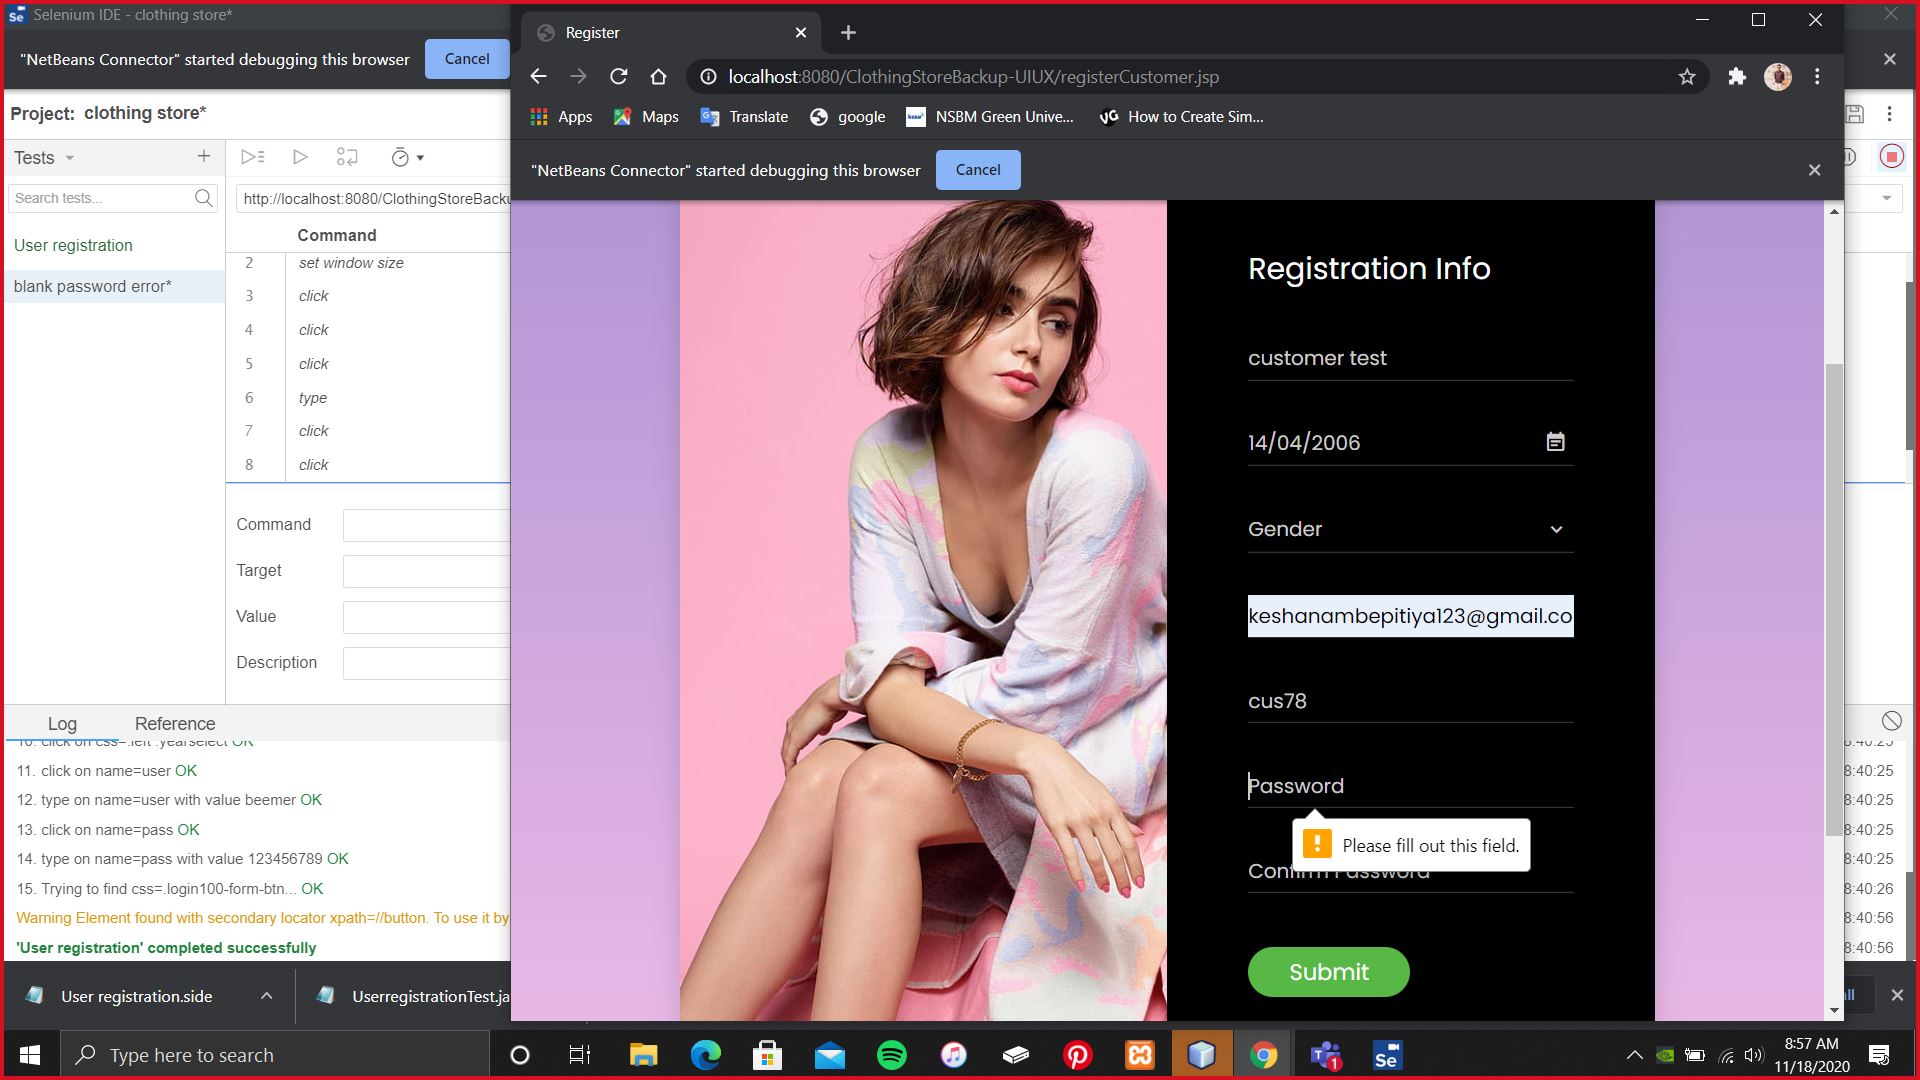 Selenium IDE - clothing store*
"NetBeans Connector" started debugging this browser
Cancel
Project: clothing store*
Tests
Search tests...
User registration
blank password error*
http://localhost:8080/ClothingStoreBacku
Command
2 set window size
3 click
4 click
5 click
6 type
7 click
8 click
Command
Target
Value
Description
Log
Reference
10. click on css=.left .yearselect OK
11. click on name=user OK
12. type on name=user with value beemer OK
13. click on name=pass OK
14. type on name=pass with value 123456789 OK
15. Trying to find css=.login100-form-btn... OK
Warning Element found with secondary locator xpath=//button. To use it by
'User registration' completed successfully
8:40:25
8:40:25
8:40:25
8:40:25
8:40:25
8:40:26
8:40:56
8:40:56
User registration.side
UserregistrationTest.ja
Register
localhost:8080/ClothingStoreBackup-UIUX/registerCustomer.jsp
Apps
Maps
Translate
google
NSBM Green Unive...
How to Create Sim...
"NetBeans Connector" started debugging this browser
Cancel
Registration Info
customer test
14/04/2006
Gender
keshanambepitiya123@gmail.co
cus78
Password
Please fill out this field.
Confirm Password
Submit
Type here to search
Se
1
8:57 AM
11/18/2020